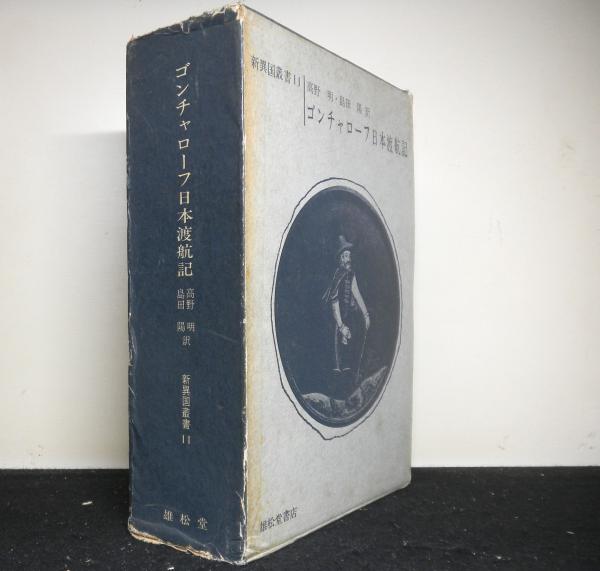 ゴンチャローフ日本渡航記
高野 明
島田 陽 訳
新異国叢書 11
雄松堂
新異国叢書 11
高野 明・島田 陽 訳
ゴンチャローフ日本渡航記
雄松堂書店